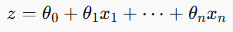 z = θ₀ + θ₁x₁ + ⋯ + θₙxₙ